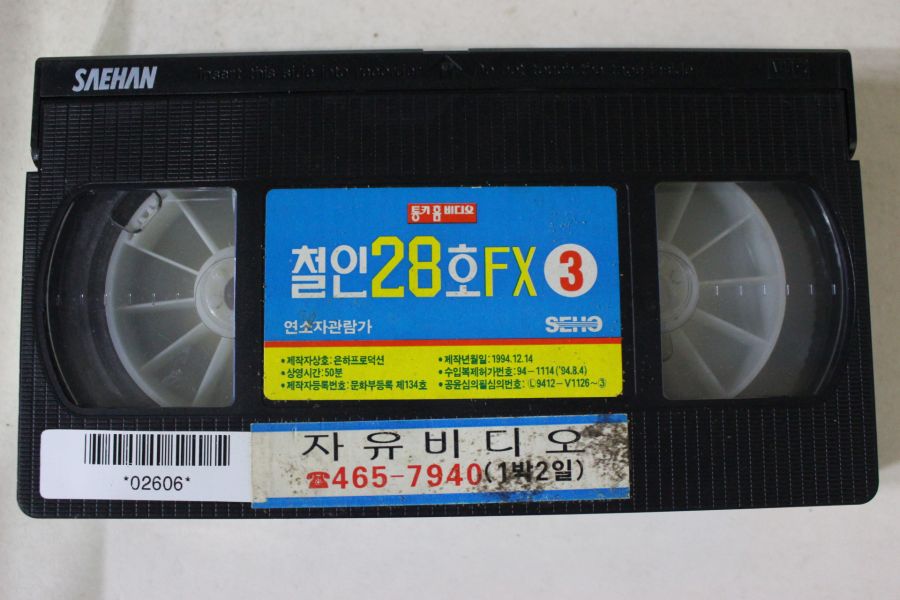 SAEHAN
Insert this side into recorder
Do not touch the tape inside
VHS
통키홈비디오
철인28호FX 3
연소자관람가
SEHO
• 제작자상호: 은하프로덕션
• 제작년월일: 1994.12.14
• 상영시간: 50분
• 수입복제허가번호: 94-1114 ('94.8.4)
• 제작자등록번호: 문화부등록 제134호
• 공윤심의필심의번호: Ⓛ9412-V1126~③
자유비디오
☎465-7940(1박2일)
*02606*